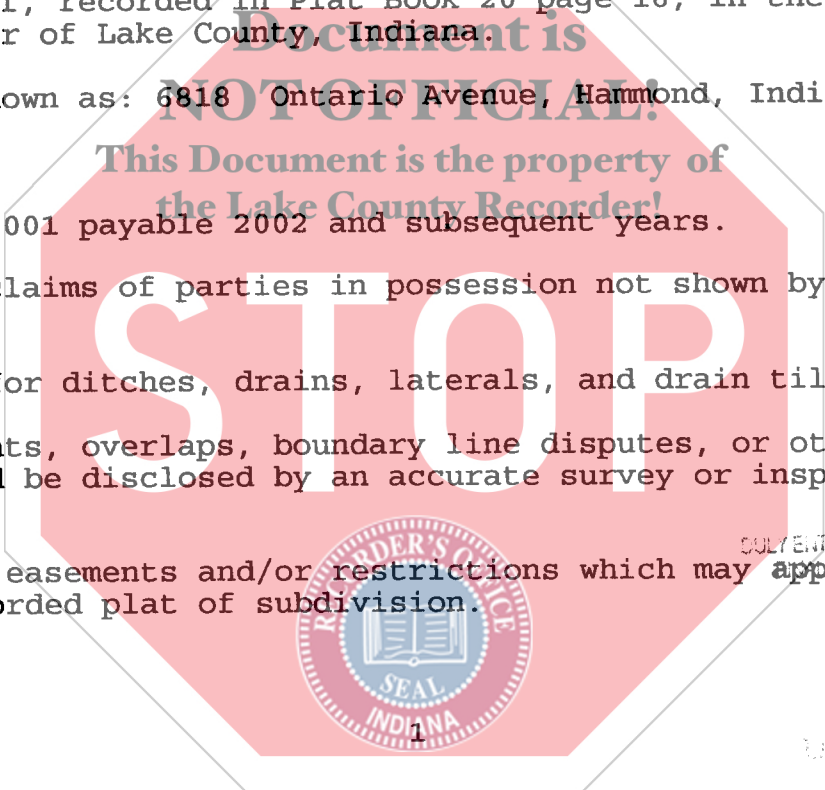 r, recorded in Plat Book 20 page 16, in the
r of Lake County, Indiana.
Document is
own as: 6818 Ontario Avenue, Hammond, Indi
NOT OFFICIAL!
This Document is the property of
the Lake County Recorder!
001 payable 2002 and subsequent years.
claims of parties in possession not shown by
STOP
for ditches, drains, laterals, and drain til
ts, overlaps, boundary line disputes, or ot
be disclosed by an accurate survey or insp
easements and/or restrictions which may app
orded plat of subdivision.
RECORDER'S OFFICE
SEAL
INDIANA
1